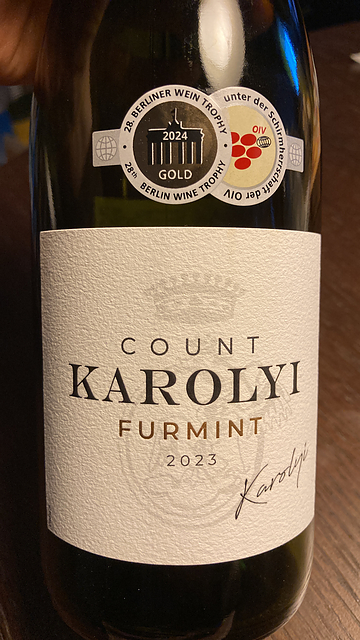 28. BERLINER WEIN TROPHY
2024
GOLD
28th BERLIN WINE TROPHY
unter der Schirmherrschaft der OIV
OIV
COUNT
KAROLYI
FURMINT
2023
Karolyi